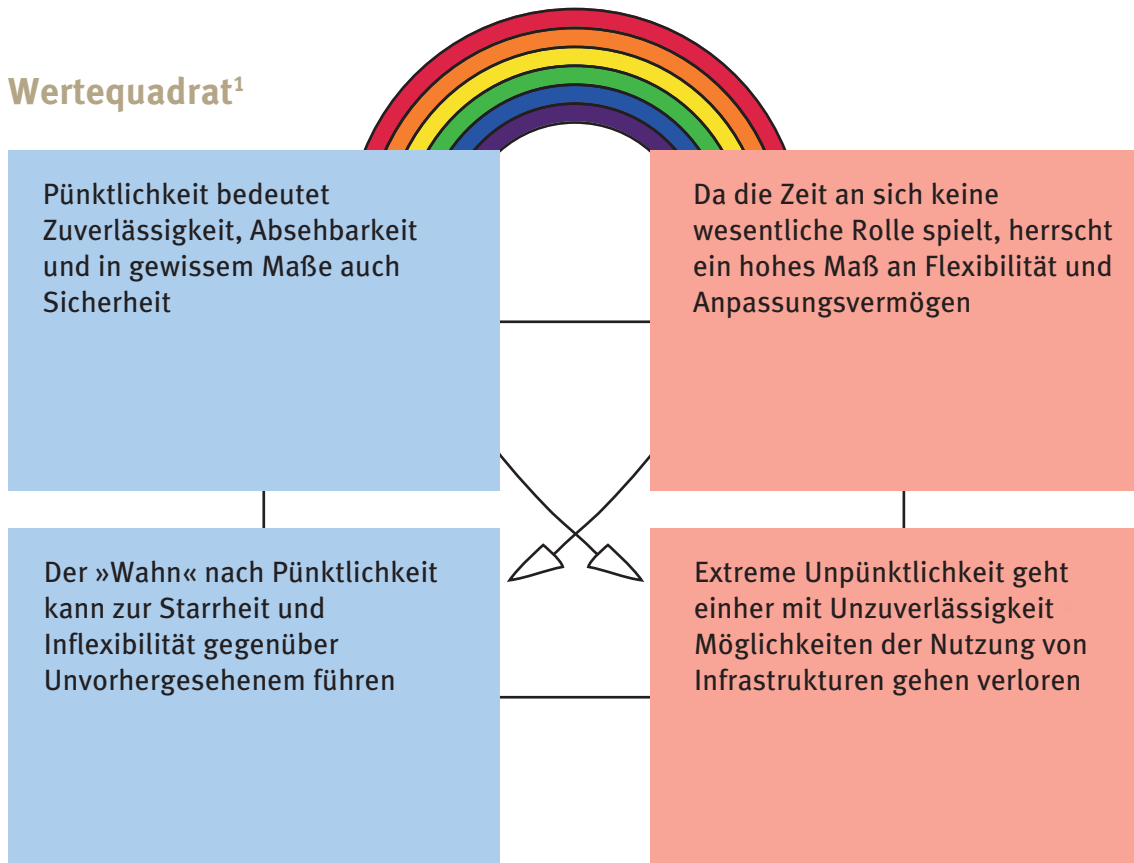 Wertequadrat¹
Pünktlichkeit bedeutet
Zuverlässigkeit, Absehbarkeit
und in gewissem Maße auch
Sicherheit
Da die Zeit an sich keine
wesentliche Rolle spielt, herrscht
ein hohes Maß an Flexibilität und
Anpassungsvermögen
Der »Wahn« nach Pünktlichkeit
kann zur Starrheit und
Inflexibilität gegenüber
Unvorhergesehenem führen
Extreme Unpünktlichkeit geht
einher mit Unzuverlässigkeit
Möglichkeiten der Nutzung von
Infrastrukturen gehen verloren